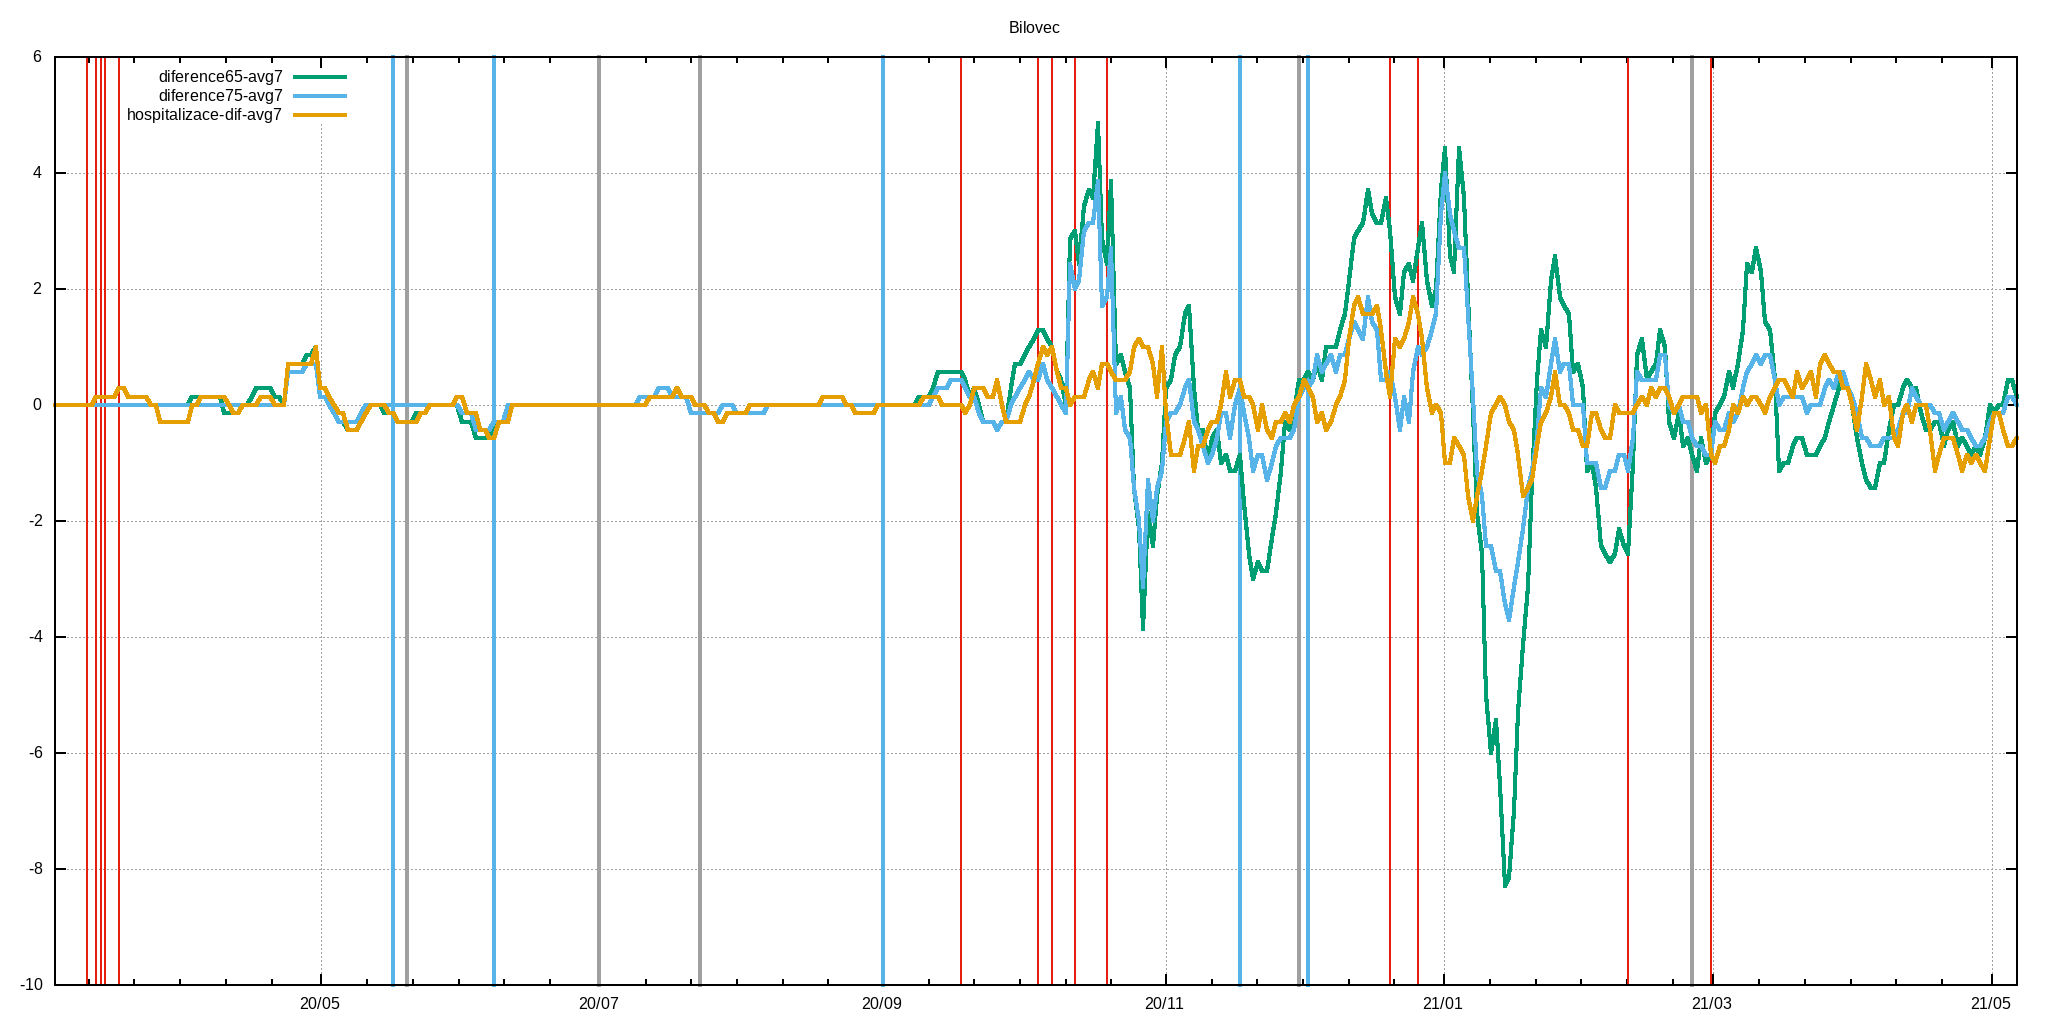 Bilovec
diference65-avg7
diference75-avg7
hospitalizace-dif-avg7
6
4
2
0
-2
-4
-6
-8
-10
20/05 20/07 20/09 20/11 21/01 21/03 21/05